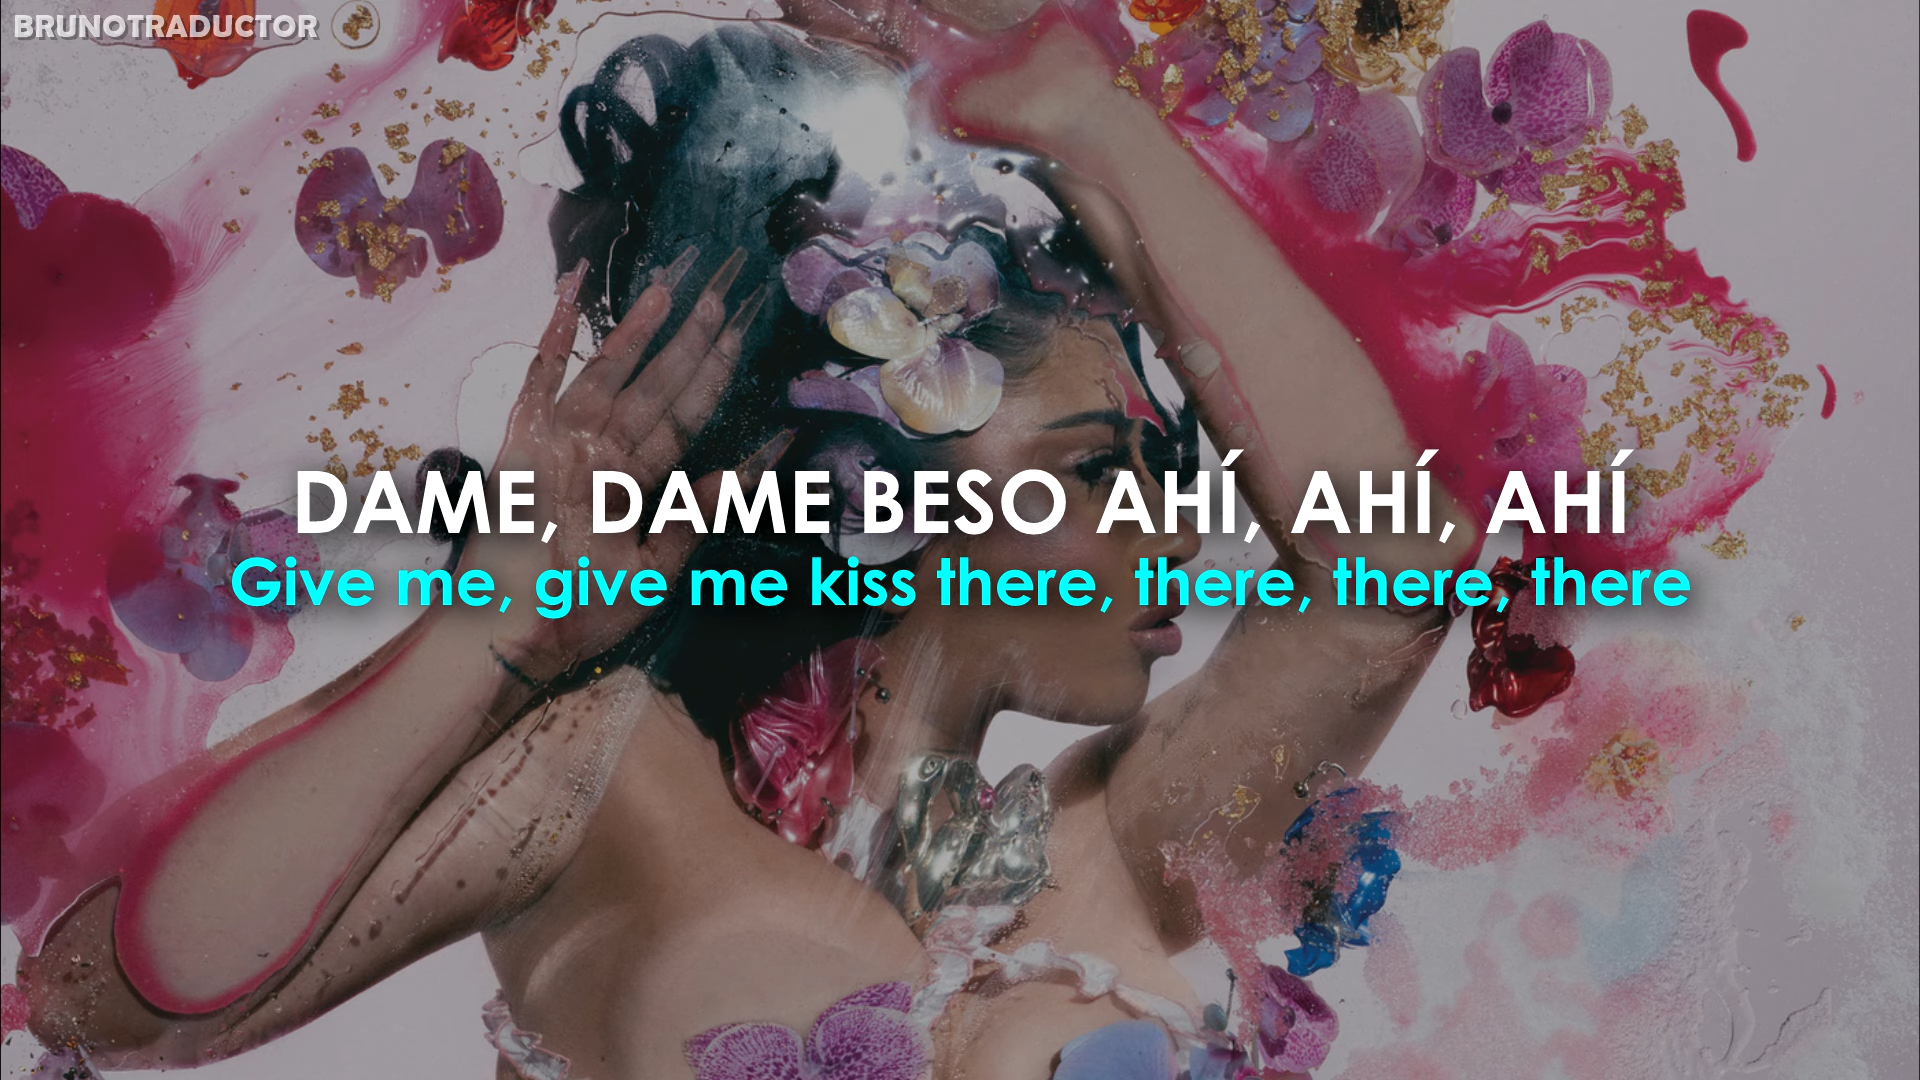 BRUNOTRADUCTOR
DAME, DAME BESO AHÍ, AHÍ, AHÍ
Give me, give me kiss there, there, there, there